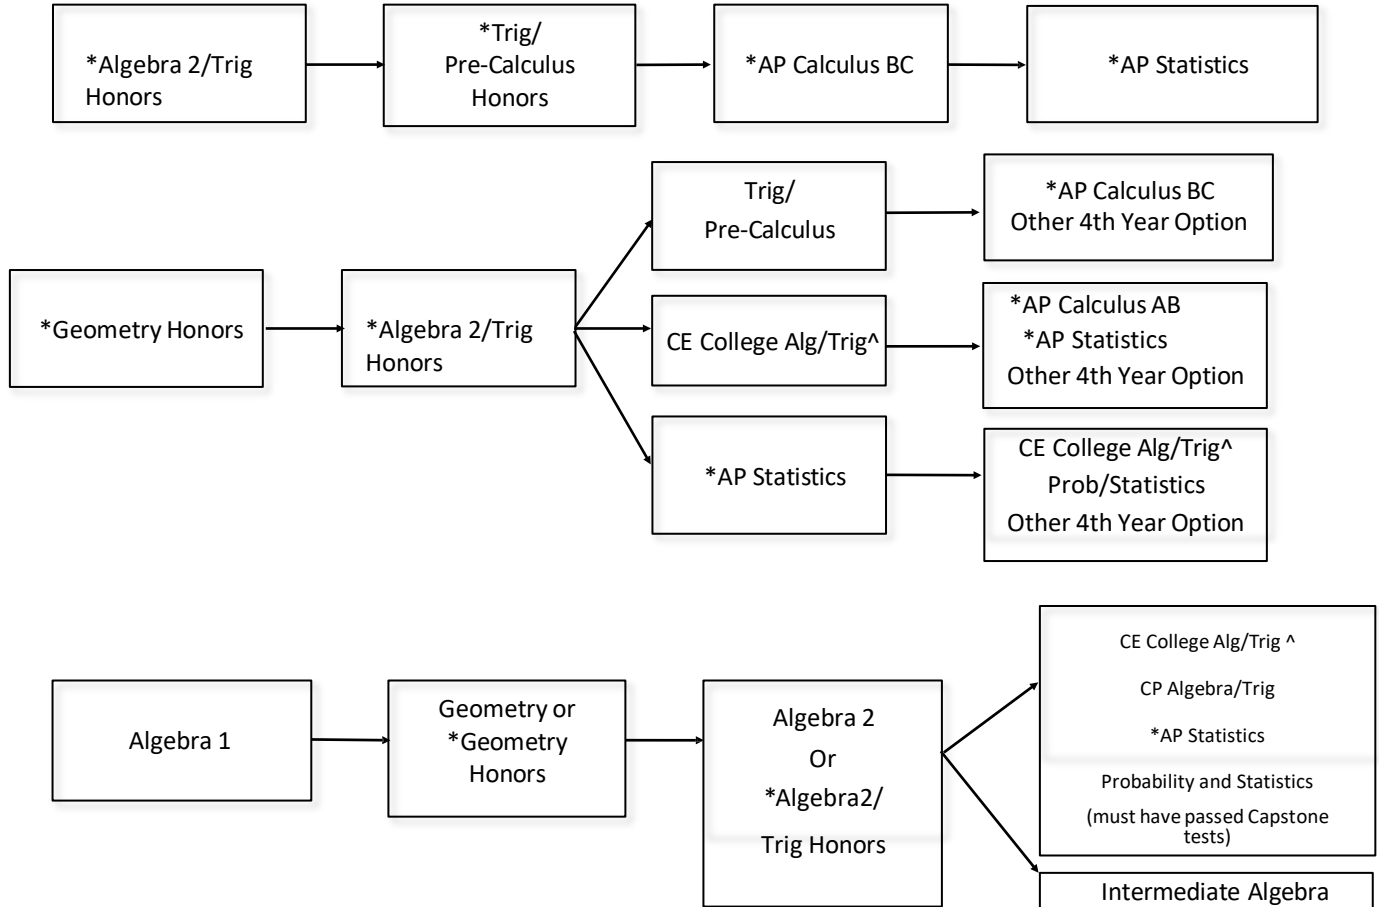 *Algebra 2/Trig
Honors
*Trig/
Pre-Calculus
Honors
*AP Calculus BC
*AP Statistics
*Geometry Honors
*Algebra 2/Trig
Honors
Trig/
Pre-Calculus
*AP Calculus BC
Other 4th Year Option
CE College Alg/Trig^
*AP Calculus AB
*AP Statistics
Other 4th Year Option
*AP Statistics
CE College Alg/Trig^
Prob/Statistics
Other 4th Year Option
Algebra 1
Geometry or
*Geometry
Honors
Algebra 2
Or
*Algebra2/
Trig Honors
CE College Alg/Trig ^
CP Algebra/Trig
*AP Statistics
Probability and Statistics
(must have passed Capstone
tests)
Intermediate Algebra